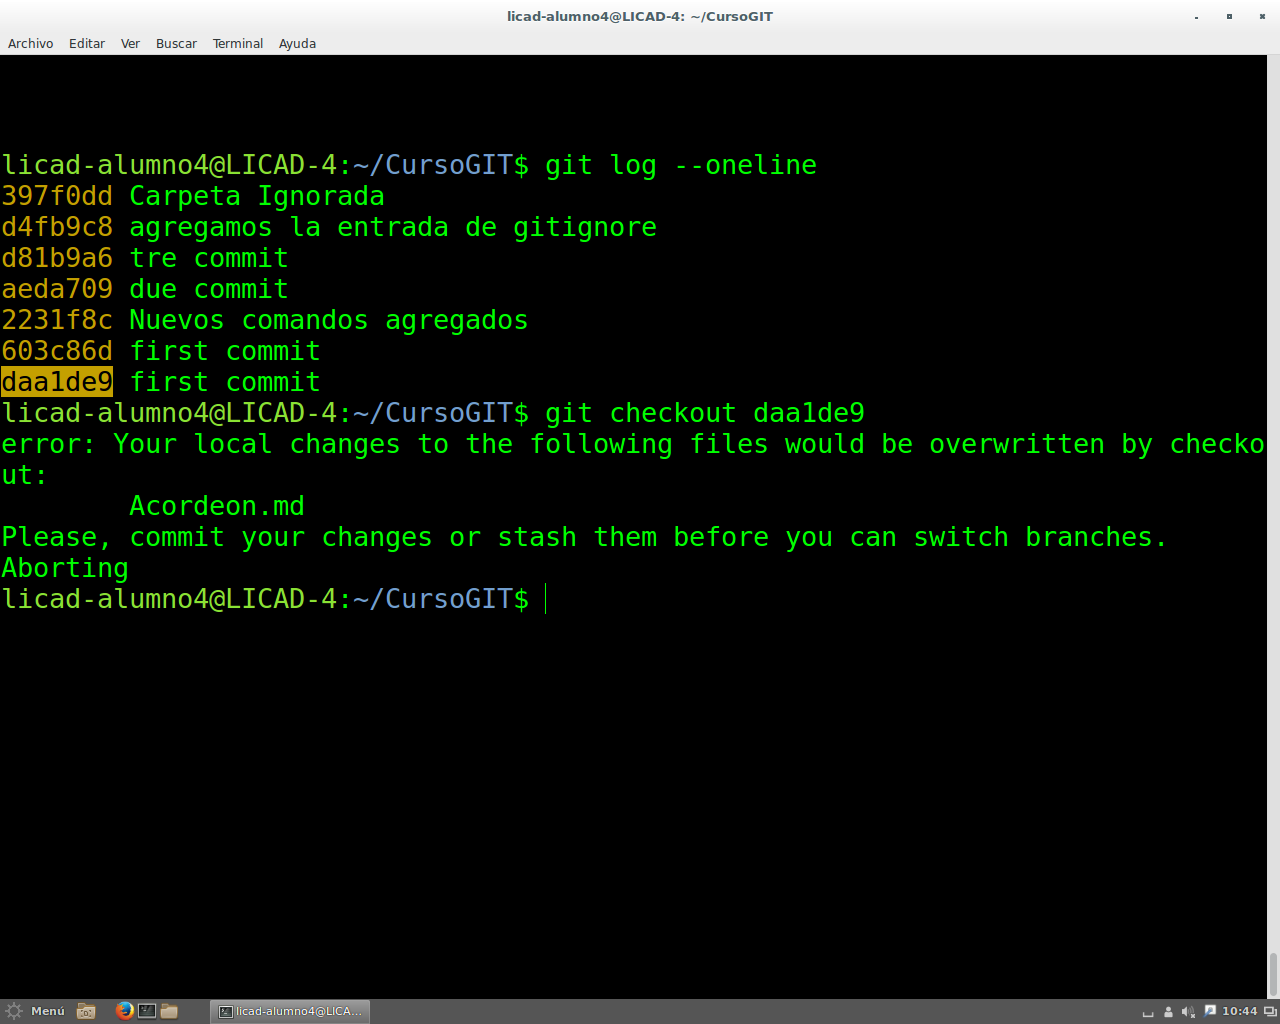 licad-alumno4@LICAD-4: ~/CursoGIT
Archivo Editar Ver Buscar Terminal Ayuda
licad-alumno4@LICAD-4:~/CursoGIT$ git log --oneline
397f0dd Carpeta Ignorada
d4fb9c8 agregamos la entrada de gitignore
d81b9a6 tre commit
aeda709 due commit
2231f8c Nuevos comandos agregados
603c86d first commit
daa1de9 first commit
licad-alumno4@LICAD-4:~/CursoGIT$ git checkout daa1de9
error: Your local changes to the following files would be overwritten by checko
ut:
Acordeon.md
Please, commit your changes or stash them before you can switch branches.
Aborting
licad-alumno4@LICAD-4:~/CursoGIT$
Menú licad-alumno4@LICA... 10:44